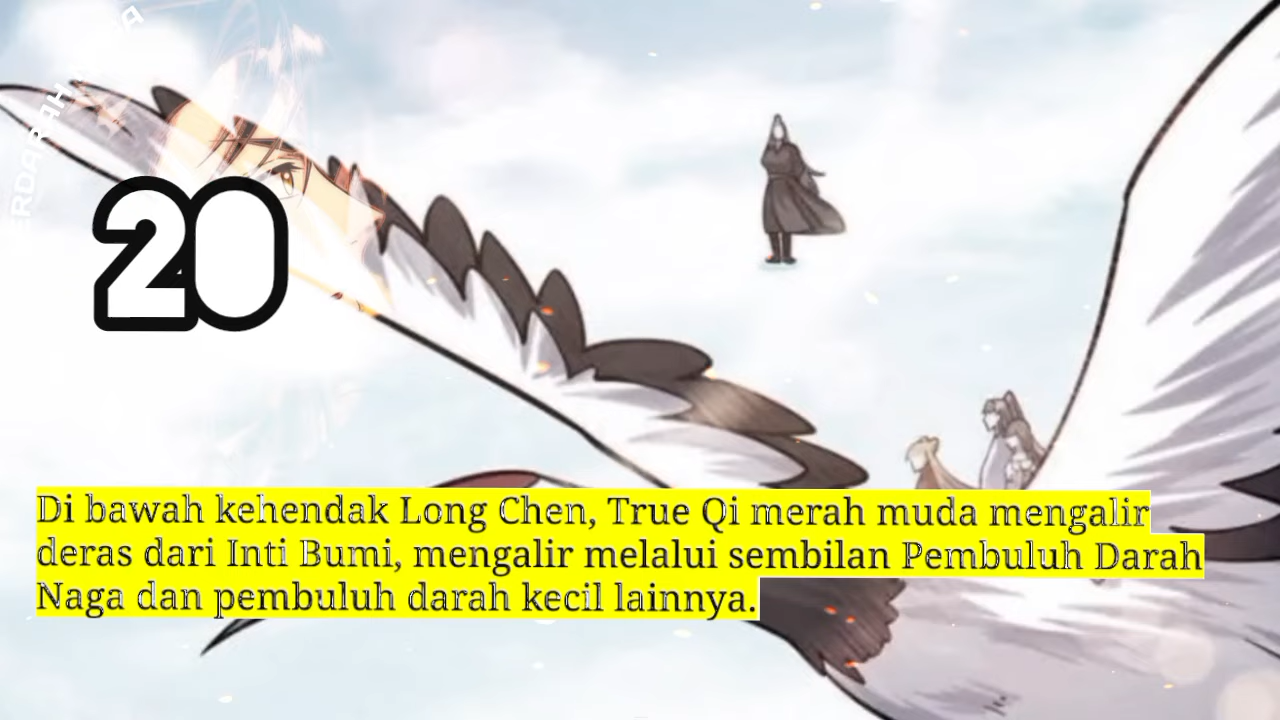 20
Di bawah kehendak Long Chen, True Qi merah muda mengalir
deras dari Inti Bumi, mengalir melalui sembilan Pembuluh Darah
Naga dan pembuluh darah kecil lainnya.